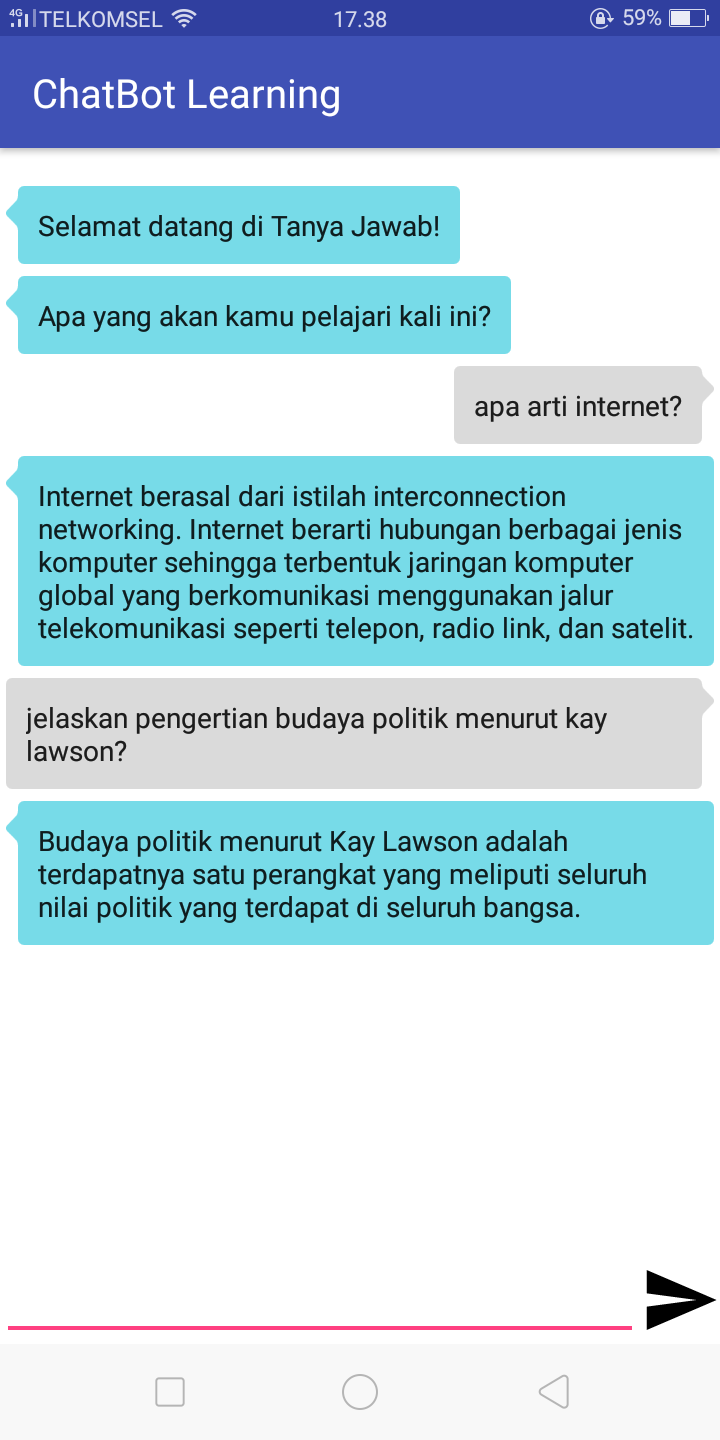 4G TELKOMSEL 17.38 59%
ChatBot Learning
Selamat datang di Tanya Jawab!
Apa yang akan kamu pelajari kali ini?
apa arti internet?
Internet berasal dari istilah interconnection
networking. Internet berarti hubungan berbagai jenis
komputer sehingga terbentuk jaringan komputer
global yang berkomunikasi menggunakan jalur
telekomunikasi seperti telepon, radio link, dan satelit.
jelaskan pengertian budaya politik menurut kay
lawson?
Budaya politik menurut Kay Lawson adalah
terdapatnya satu perangkat yang meliputi seluruh
nilai politik yang terdapat di seluruh bangsa.